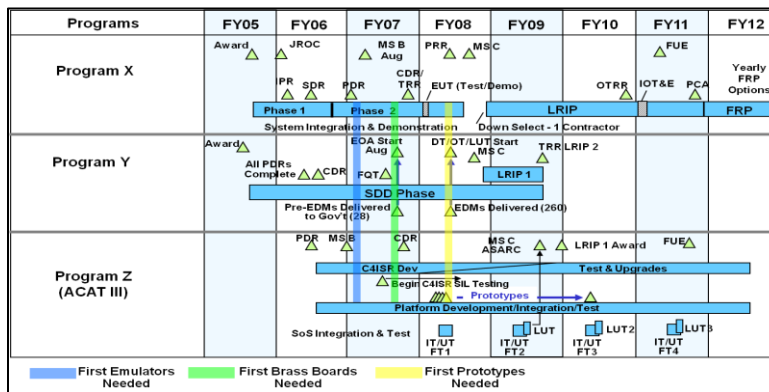 Programs FY05 FY06 FY07 FY08 FY09 FY10 FY11 FY12
Program X
Award JROC MS B Aug PRR MS C FUE Yearly FRP Options
IPR SDR PDR CDR/ TRR EUT (Test/Demo) OTRR IOT&E PCA
Phase 1 Phase 2 LRIP FRP
System Integration & Demonstration Down Select - 1 Contractor
Program Y
Award EOA Start Aug DT/OT/LUT Start MS C TRR LRIP 2
All PDRs Complete CDR FQT LRIP 1
SDD Phase
Pre-EDMs Delivered to Gov't (28) EDMs Delivered (260)
Program Z (ACAT III)
PDR MS B CDR MS C ASARC LRIP 1 Award FUE
C4ISR Dev Test & Upgrades
Begin C4ISR SIL Testing
Prototypes
Platform Development/Integration/Test
SoS Integration & Test LUT LUT2 LUT3
IT/UT FT1 IT/UT FT2 IT/UT FT3 IT/UT FT4
First Emulators Needed First Brass Boards Needed First Prototypes Needed